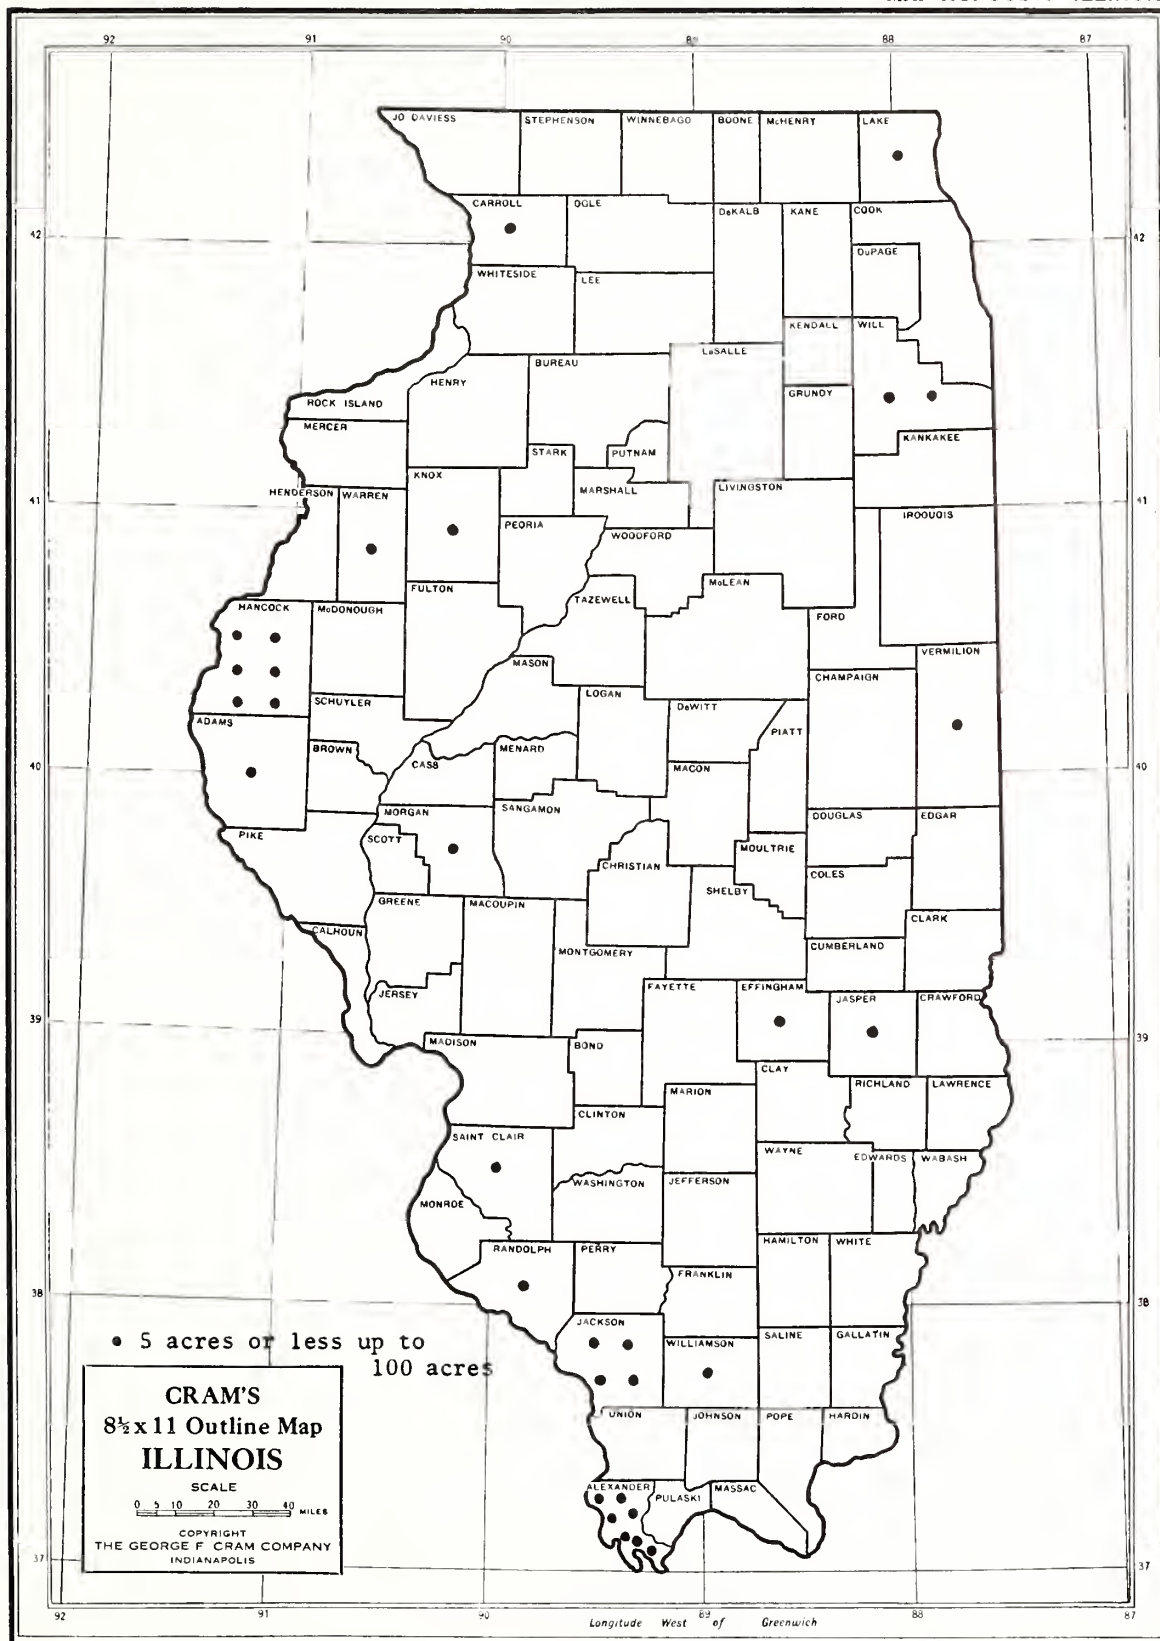 92 91 90 89 88 87
JO DAVIESS STEPHENSON WINNEBAGO BOONE McHENRY LAKE
CARROLL OGLE DeKALB KANE COOK
42 42
DuPAGE
WHITESIDE LEE
KENDALL WILL
LaSALLE
BUREAU
HENRY
GRUNDY
ROCK ISLAND
MERCER
KANKAKEE
STARK PUTNAM
KNOX
HENDERSON WARREN MARSHALL LIVINGSTON
41 41
IROQUOIS
PEORIA
WOODFORD
McLEAN
FULTON
TAZEWELL
HANCOCK McDONOUGH
FORD
VERMILION
MASON
CHAMPAIGN
LOGAN
SCHUYLER
DeWITT
ADAMS
PIATT
BROWN MENARD
CASS
40 40
MACON
MORGAN SANGAMON
DOUGLAS EDGAR
PIKE
SCOTT
MOULTRIE
CHRISTIAN
COLES
SHELBY
GREENE MACOUPIN
CLARK
CALHOUN
CUMBERLAND
MONTGOMERY
FAYETTE EFFINGHAM
JERSEY
JASPER CRAWFORD
39 39
MADISON BOND
CLAY
RICHLAND LAWRENCE
MARION
CLINTON
SAINT CLAIR
WAYNE
EDWARDS WABASH
WASHINGTON JEFFERSON
MONROE
RANDOLPH PERRY
HAMILTON WHITE
FRANKLIN
38 38
JACKSON
SALINE GALLATIN
WILLIAMSON
UNION JOHNSON POPE HARDIN
ALEXANDER
PULASKI MASSAC
37 37
• 5 acres or less up to
100 acres
CRAM'S
8½ x 11 Outline Map
ILLINOIS
SCALE
0 5 10 20 30 40 MILES
COPYRIGHT
THE GEORGE F CRAM COMPANY
INDIANAPOLIS
92 91 90 89 88 87
Longitude West of Greenwich